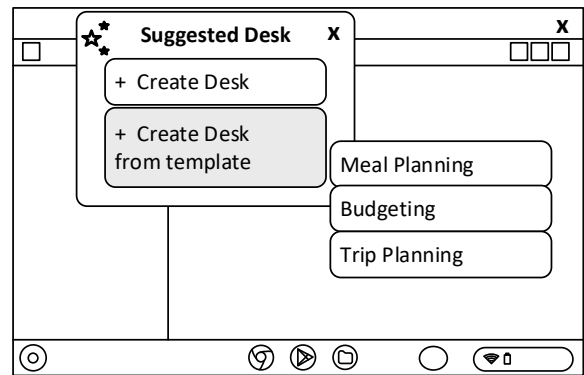 Suggested Desk X
X
+ Create Desk
+ Create Desk
from template
Meal Planning
Budgeting
Trip Planning